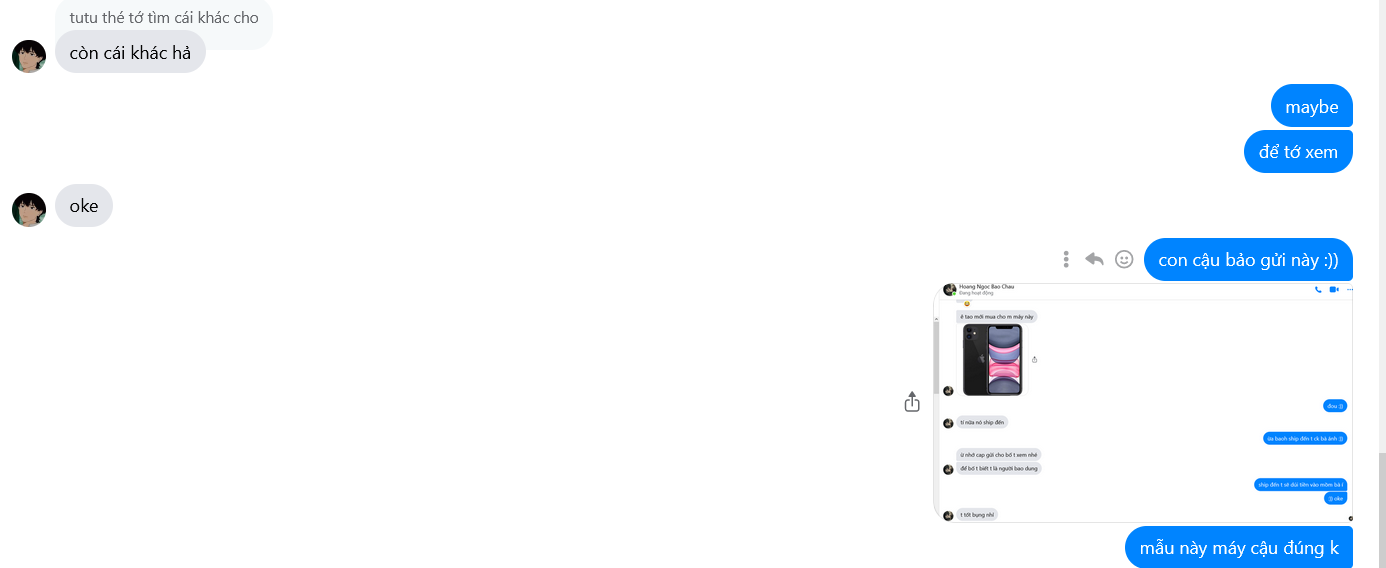 tutu thé tớ tìm cái khác cho
còn cái khác hả
maybe
để tớ xem
oke
con cậu bảo gửi này :))
Hoang Ngoc Bao Chau
Đang hoạt động
ê tao mới mua cho m máy này
đou :))
tí nữa nó ship đến
ừa banh ship đến t ck bà ảnh :))
ừ nhớ cap gửi cho bố t xem nhé
để bố t biết t là người bao dung
ship đến t sẽ dúi tiền vào mồm bà í
:)) oke
t tốt bụng nhỉ
mẫu này máy cậu đúng k